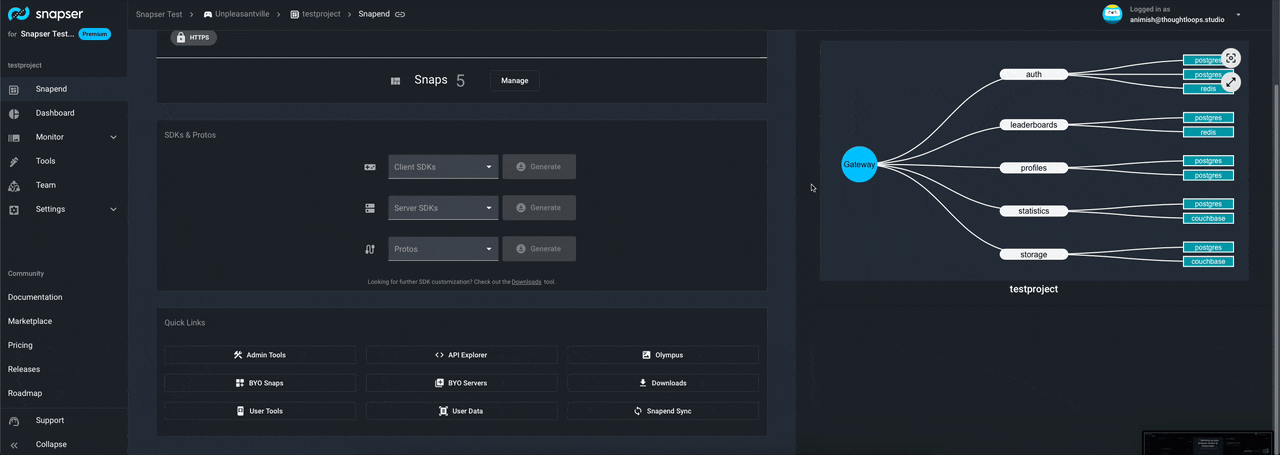 snapser
for Snapser Test... Premium
testproject
Snapend
Dashboard
Monitor
Tools
Team
Settings
Community
Documentation
Marketplace
Pricing
Releases
Roadmap
Support
Collapse
Snapser Test > Unpleasantville > testproject > Snapend
Logged in as
animish@thoughtloops.studio
HTTPS
Snaps 5 Manage
SDKs & Protos
Client SDKs Generate
Server SDKs Generate
Protos Generate
Looking for further SDK customization? Check out the Downloads tool.
Quick Links
Admin Tools API Explorer Olympus
BYO Snaps BYO Servers Downloads
User Tools User Data Snapend Sync
Gateway
auth
leaderboards
profiles
statistics
storage
postgres
postgres
redis
postgres
redis
postgres
postgres
postgres
couchbase
postgres
couchbase
testproject